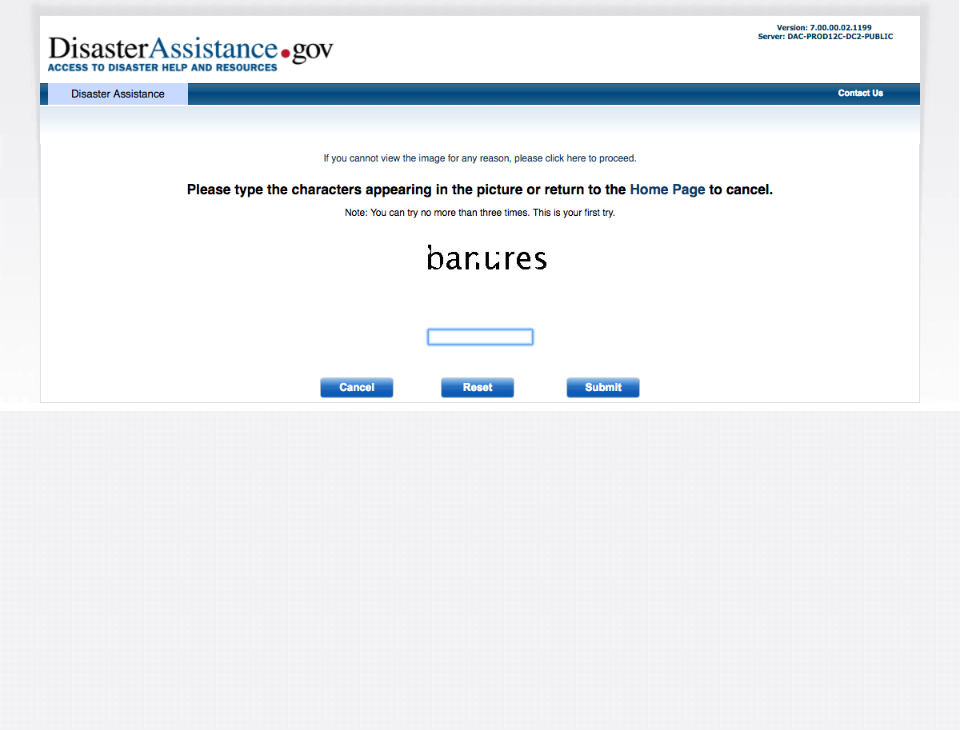 DisasterAssistance.gov
ACCESS TO DISASTER HELP AND RESOURCES
Version: 7.00.00.02.1199
Server: DAC-PROD12C-DC2-PUBLIC
Disaster Assistance
Contact Us
If you cannot view the image for any reason, please click here to proceed.
Please type the characters appearing in the picture or return to the Home Page to cancel.
Note: You can try no more than three times. This is your first try.
banures
Cancel
Reset
Submit